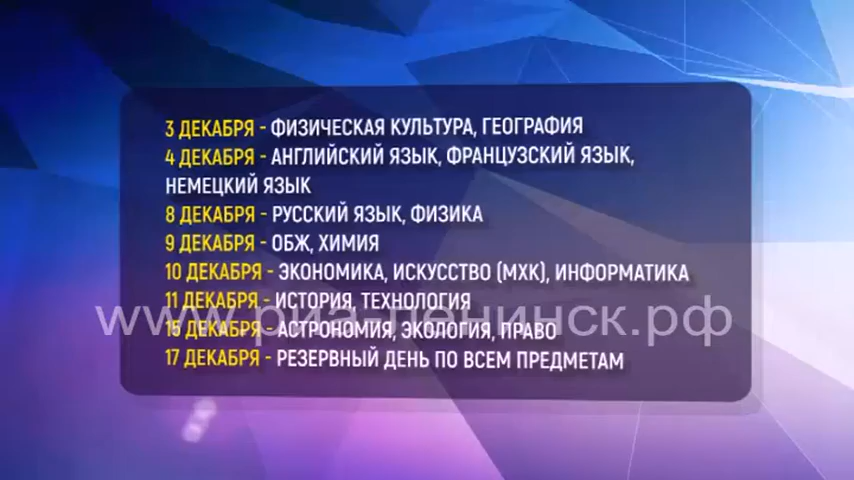 3 ДЕКАБРЯ - ФИЗИЧЕСКАЯ КУЛЬТУРА, ГЕОГРАФИЯ
4 ДЕКАБРЯ - АНГЛИЙСКИЙ ЯЗЫК, ФРАНЦУЗСКИЙ ЯЗЫК,
НЕМЕЦКИЙ ЯЗЫК
8 ДЕКАБРЯ - РУССКИЙ ЯЗЫК, ФИЗИКА
9 ДЕКАБРЯ - ОБЖ, ХИМИЯ
10 ДЕКАБРЯ - ЭКОНОМИКА, ИСКУССТВО (МХК), ИНФОРМАТИКА
11 ДЕКАБРЯ - ИСТОРИЯ, ТЕХНОЛОГИЯ
www.риа-ленинск.рф
15 ДЕКАБРЯ - АСТРОНОМИЯ, ЭКОЛОГИЯ, ПРАВО
17 ДЕКАБРЯ - РЕЗЕРВНЫЙ ДЕНЬ ПО ВСЕМ ПРЕДМЕТАМ